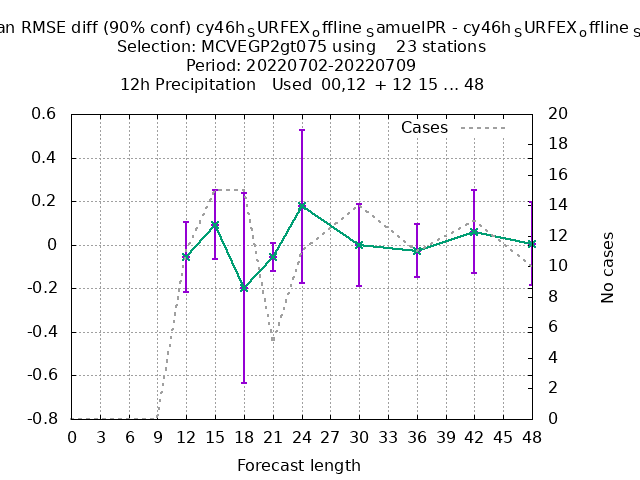 an RMSE diff (90% conf) cy46hSURFEXoffline samuelPR - cy46hSURFEXoffline s
Selection: MCVEGP2gt075 using 23 stations
Period: 20220702-20220709
12h Precipitation Used 00,12 + 12 15 ... 48
Cases
0.6
0.4
0.2
0
-0.2
-0.4
-0.6
-0.8
20
18
16
14
12
10
8
6
4
2
0
No cases
0 3 6 9 12 15 18 21 24 27 30 33 36 39 42 45 48
Forecast length